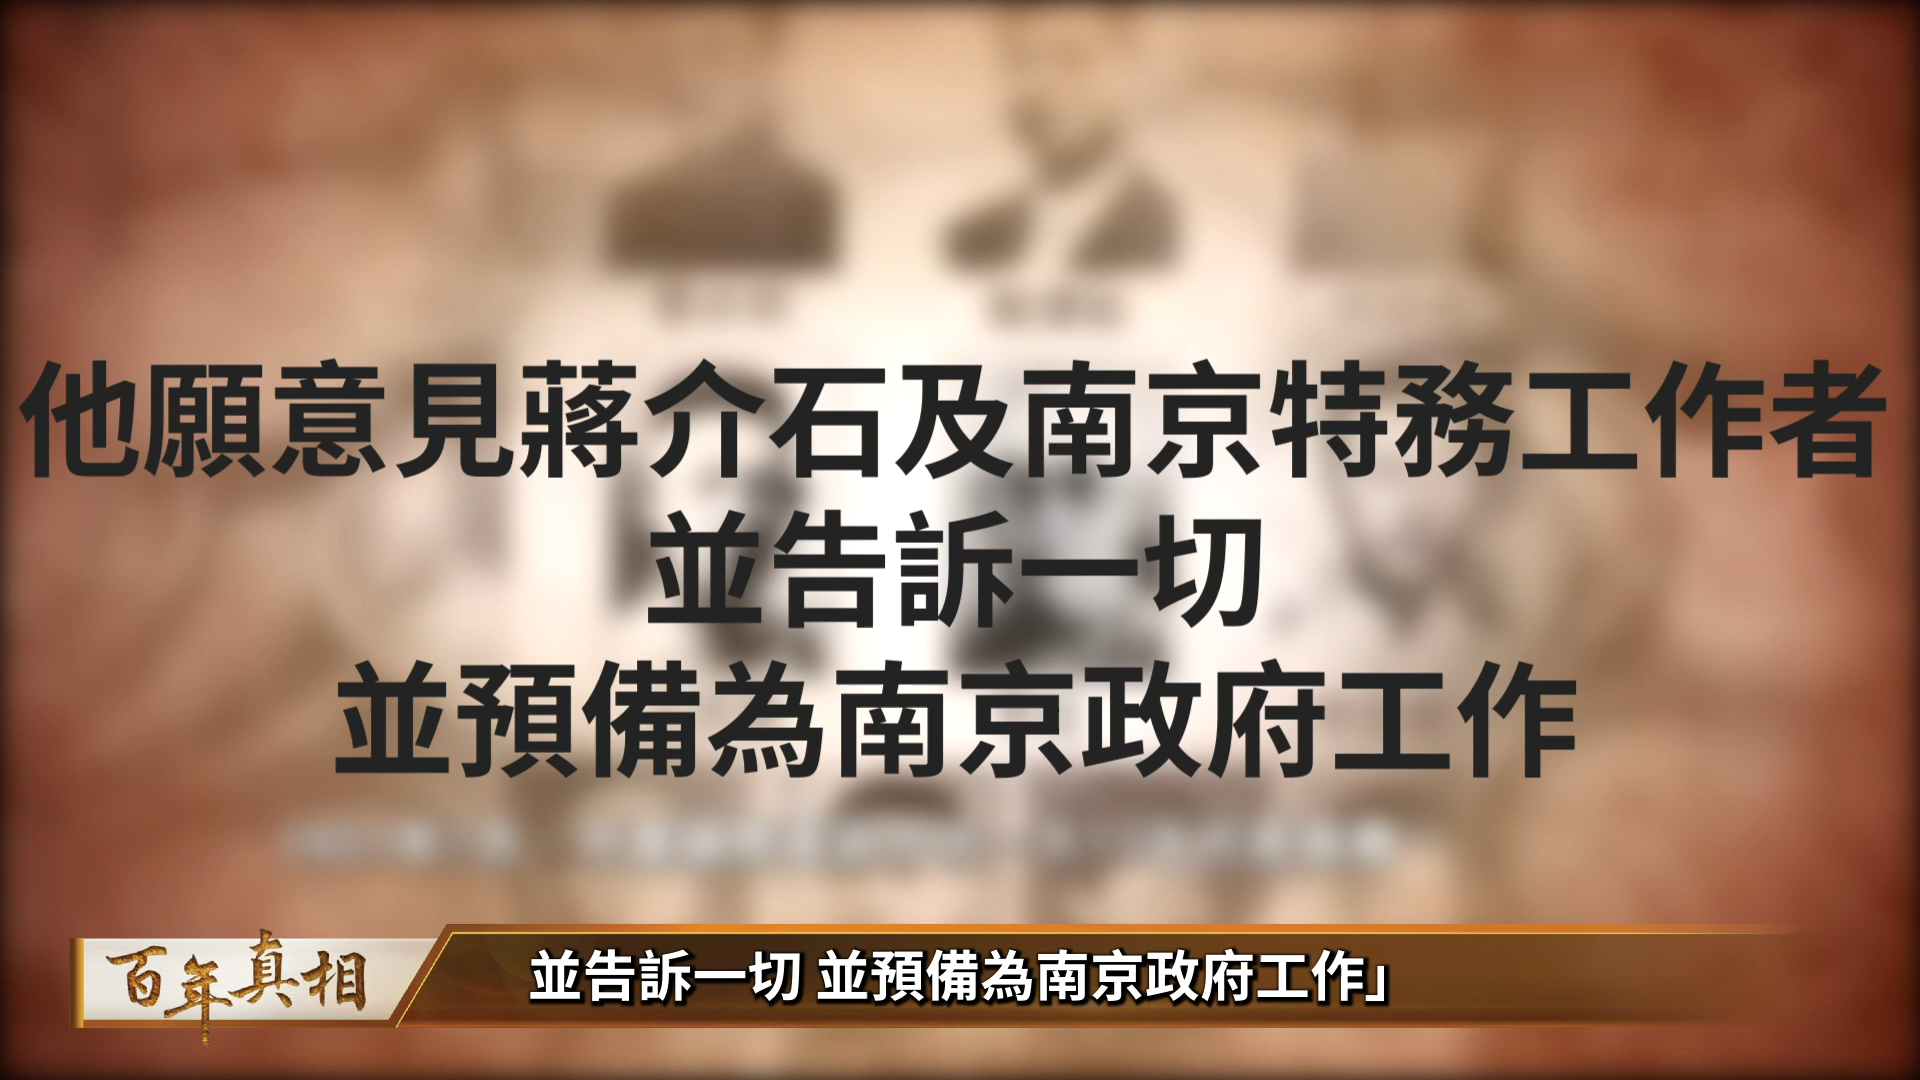 他願意見蔣介石及南京特務工作者
並告訴一切
並預備為南京政府工作
百年真相
並告訴一切 並預備為南京政府工作」